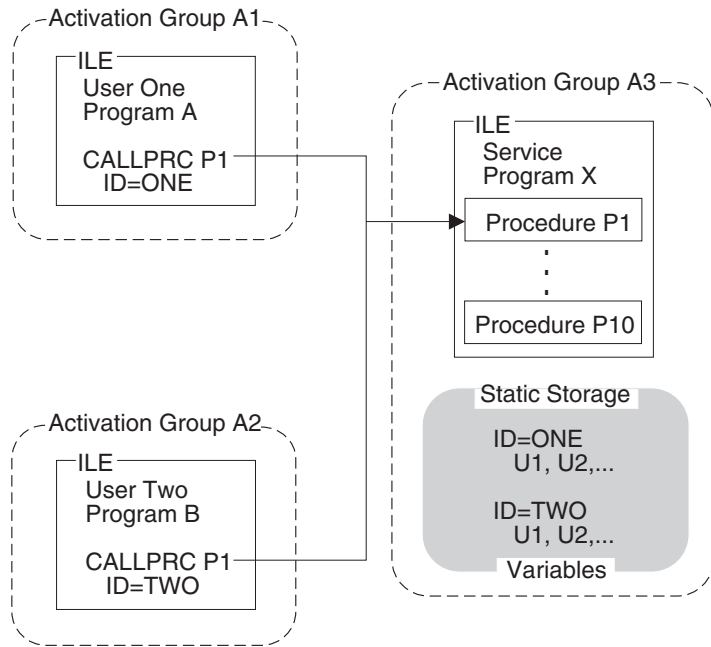 Activation Group A1
ILE
User One
Program A
CALLPRC P1
ID=ONE
Activation Group A2
ILE
User Two
Program B
CALLPRC P1
ID=TWO
Activation Group A3
ILE
Service
Program X
Procedure P1
Procedure P10
Static Storage
ID=ONE
U1, U2,...
ID=TWO
U1, U2,...
Variables